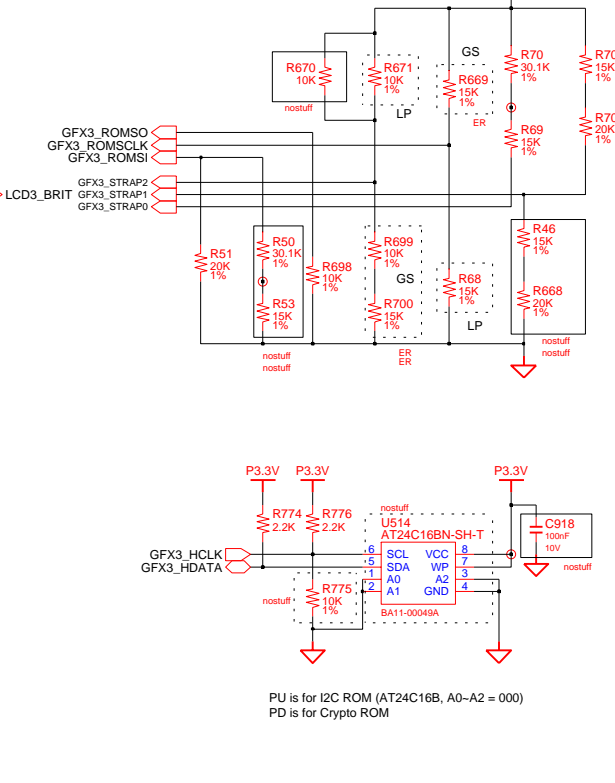 R670
10K
nostuff
R671
10K
1%
LP
GS
R669
15K
1%
ER
R70
30.1K
1%
R69
15K
1%
15K
1%
20K
1%
GFX3_ROMSO
GFX3_ROMSCLK
GFX3_ROMSI
GFX3_STRAP2
LCD3_BRIT GFX3_STRAP1
GFX3_STRAP0
R51
20K
1%
R50
30.1K
1%
R53
15K
1%
nostuff
nostuff
R698
10K
1%
R699
10K
1%
GS
R700
15K
1%
ER
ER
R68
15K
1%
LP
R46
15K
1%
R668
20K
1%
nostuff
nostuff
P3.3V
P3.3V
P3.3V
R774
2.2K
R776
2.2K
nostuff
U514
AT24C16BN-SH-T
C918
100nF
10V
nostuff
GFX3_HCLK
GFX3_HDATA
6 SCL VCC 8
5 SDA WP 7
1 A0 A2 3
2 A1 GND 4
BA11-00049A
nostuff
R775
10K
1%
PU is for I2C ROM (AT24C16B, A0~A2 = 000)
PD is for Crypto ROM